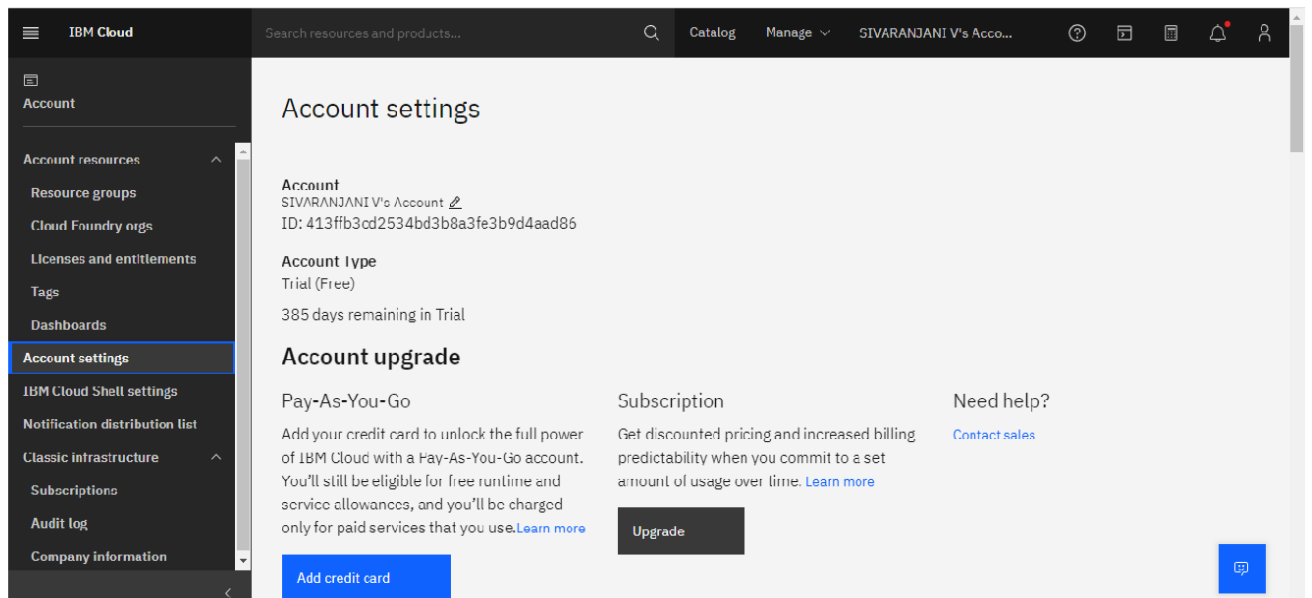 IBM Cloud
Search resources and products...
Catalog
Manage
SIVARANJANI V's Acco...
Account
Account resources
Resource groups
Cloud Foundry orgs
Licenses and entitlements
Tags
Dashboards
Account settings
IBM Cloud Shell settings
Notification distribution list
Classic infrastructure
Subscriptions
Audit log
Company information
Account settings
Account
SIVARANJANI V's Account
ID: 413ffb3cd2534bd3b8a3fe3b9d4aad86
Account Type
Trial (Free)
385 days remaining in Trial
Account upgrade
Pay-As-You-Go
Add your credit card to unlock the full power
of IBM Cloud with a Pay-As-You-Go account.
You'll still be eligible for free runtime and
service allowances, and you'll be charged
only for paid services that you use.Learn more
Add credit card
Subscription
Get discounted pricing and increased billing
predictability when you commit to a set
amount of usage over time. Learn more
Upgrade
Need help?
Contact sales